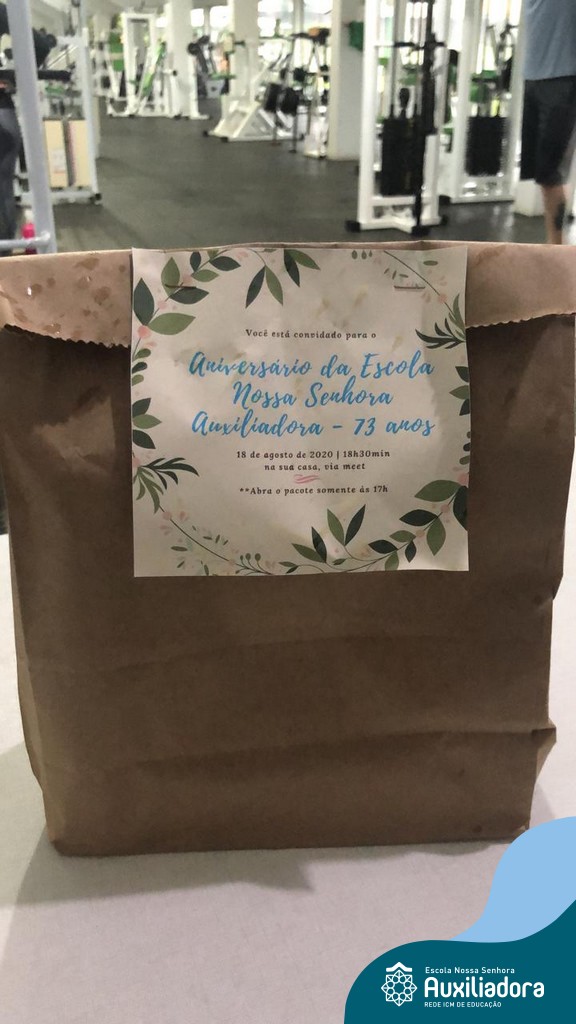 Você está convidado para o
Aniversário da Escola
Nossa Senhora
Auxiliadora - 73 anos
18 de agosto de 2020 | 18h30min
na sua casa, via meet
**Abra o pacote somente às 17h
Escola Nossa Senhora
Auxiliadora
REDE ICM DE EDUCAÇÃO